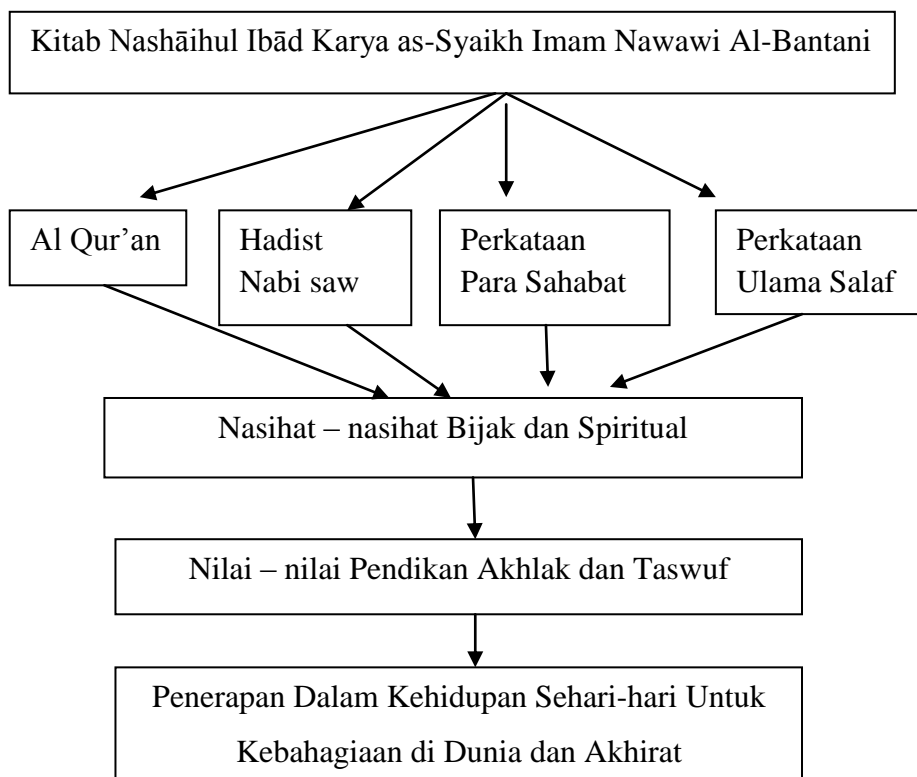 Kitab Nashāihul Ibād Karya as-Syaikh Imam Nawawi Al-Bantani
Al Qur’an
Hadist
Nabi saw
Perkataan
Para Sahabat
Perkataan
Ulama Salaf
Nasihat – nasihat Bijak dan Spiritual
Nilai – nilai Pendikan Akhlak dan Taswuf
Penerapan Dalam Kehidupan Sehari-hari Untuk
Kebahagiaan di Dunia dan Akhirat